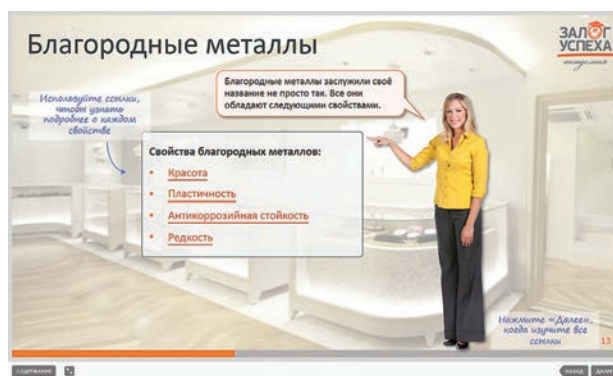 Благородные металлы
ЗАЛОГ
УСПЕХА
академия
Благородные металлы заслужили своё
название не просто так. Все они
обладают следующими свойствами.
Используйте ссылки,
чтобы узнать
подробнее о каждом
свойстве
Свойства благородных металлов:
• Красота
• Пластичность
• Антикоррозийная стойкость
• Редкость
Нажмите «Далее»,
когда изучите все
ссылки
13
СОДЕРЖАНИЕ
НАЗАД
ДАЛЕЕ